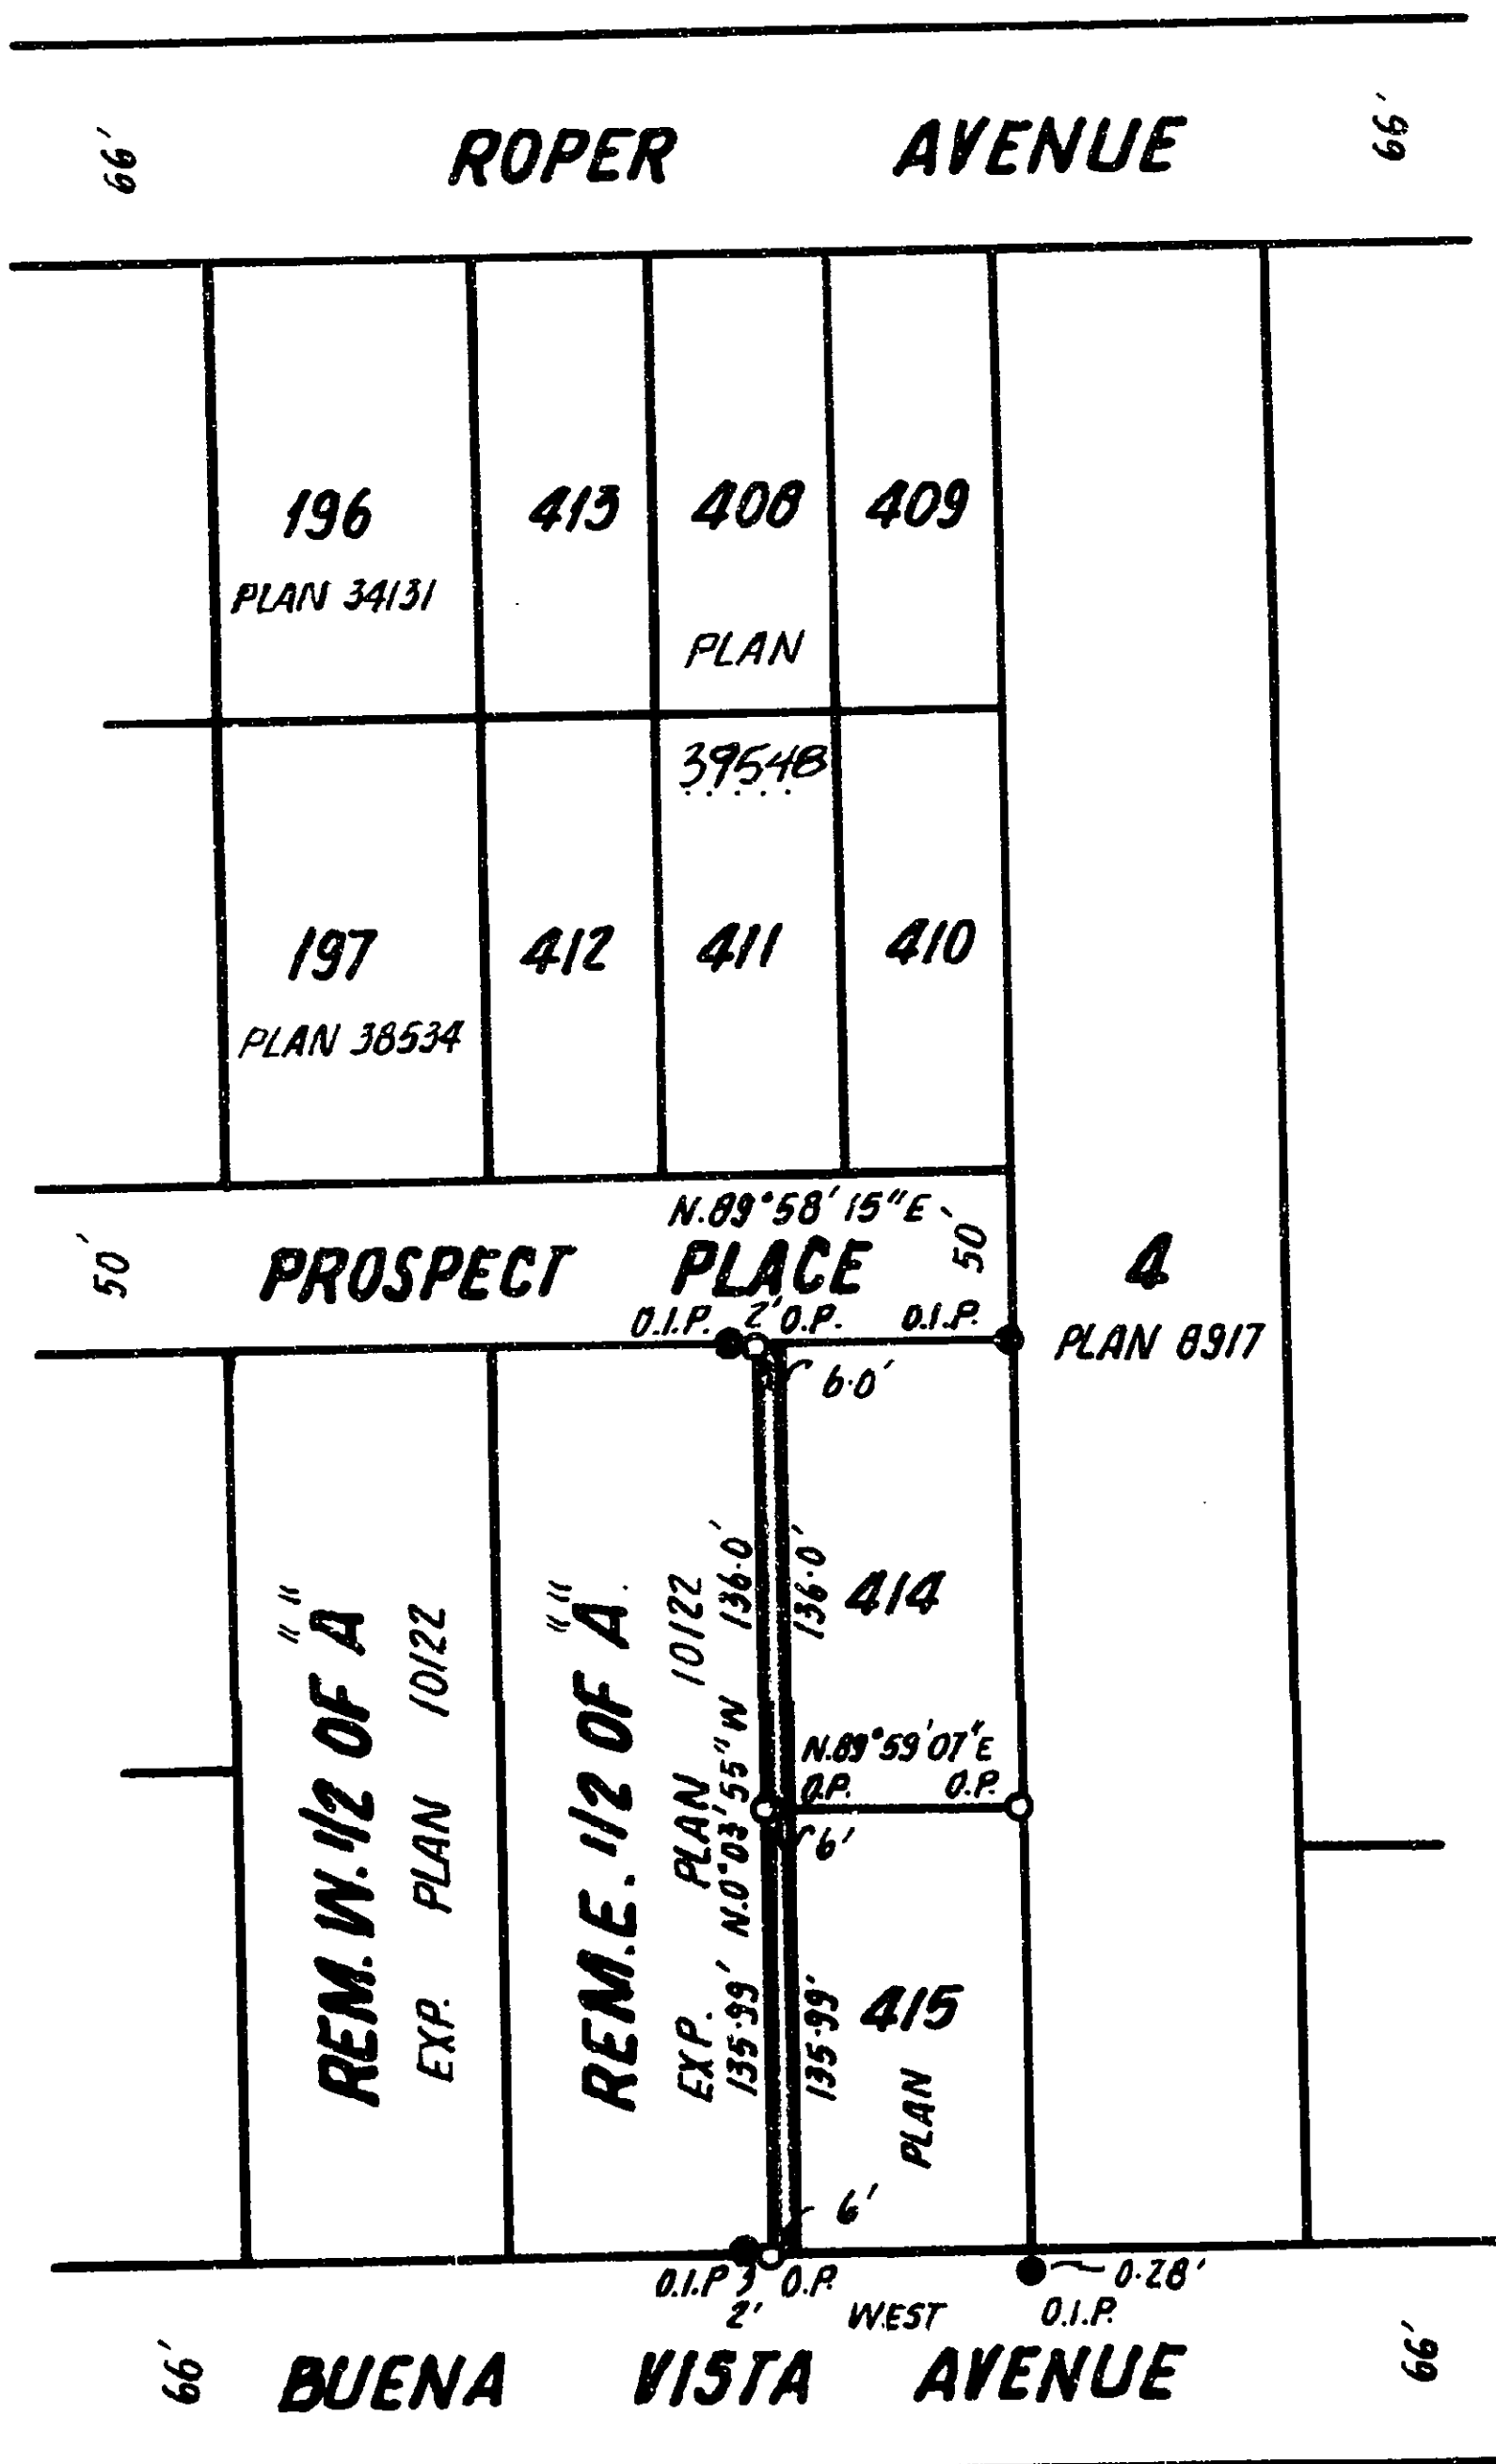 66' ROPER AVENUE 66'
196 413 408 409
PLAN 34131
PLAN
39548
197 412 411 410
PLAN 38534
N.89°58'15"E
50' PROSPECT PLACE 50'
4
PLAN 8917
O.I.P. 2' O.P. O.I.P.
6.0'
REM. W. 1/2 OF "A"
EXP. PLAN 10122
REM. E. 1/2 OF "A"
EXP. PLAN 10122
135.99' N.0°03'55"W 136.0'
136.0'
414
N.89°59'07"E
O.P. O.P.
6'
135.99'
415
PLAN
6'
O.I.P. O.P.
2'
0.28'
WEST
O.I.P.
66' BUENA VISTA AVENUE 66'